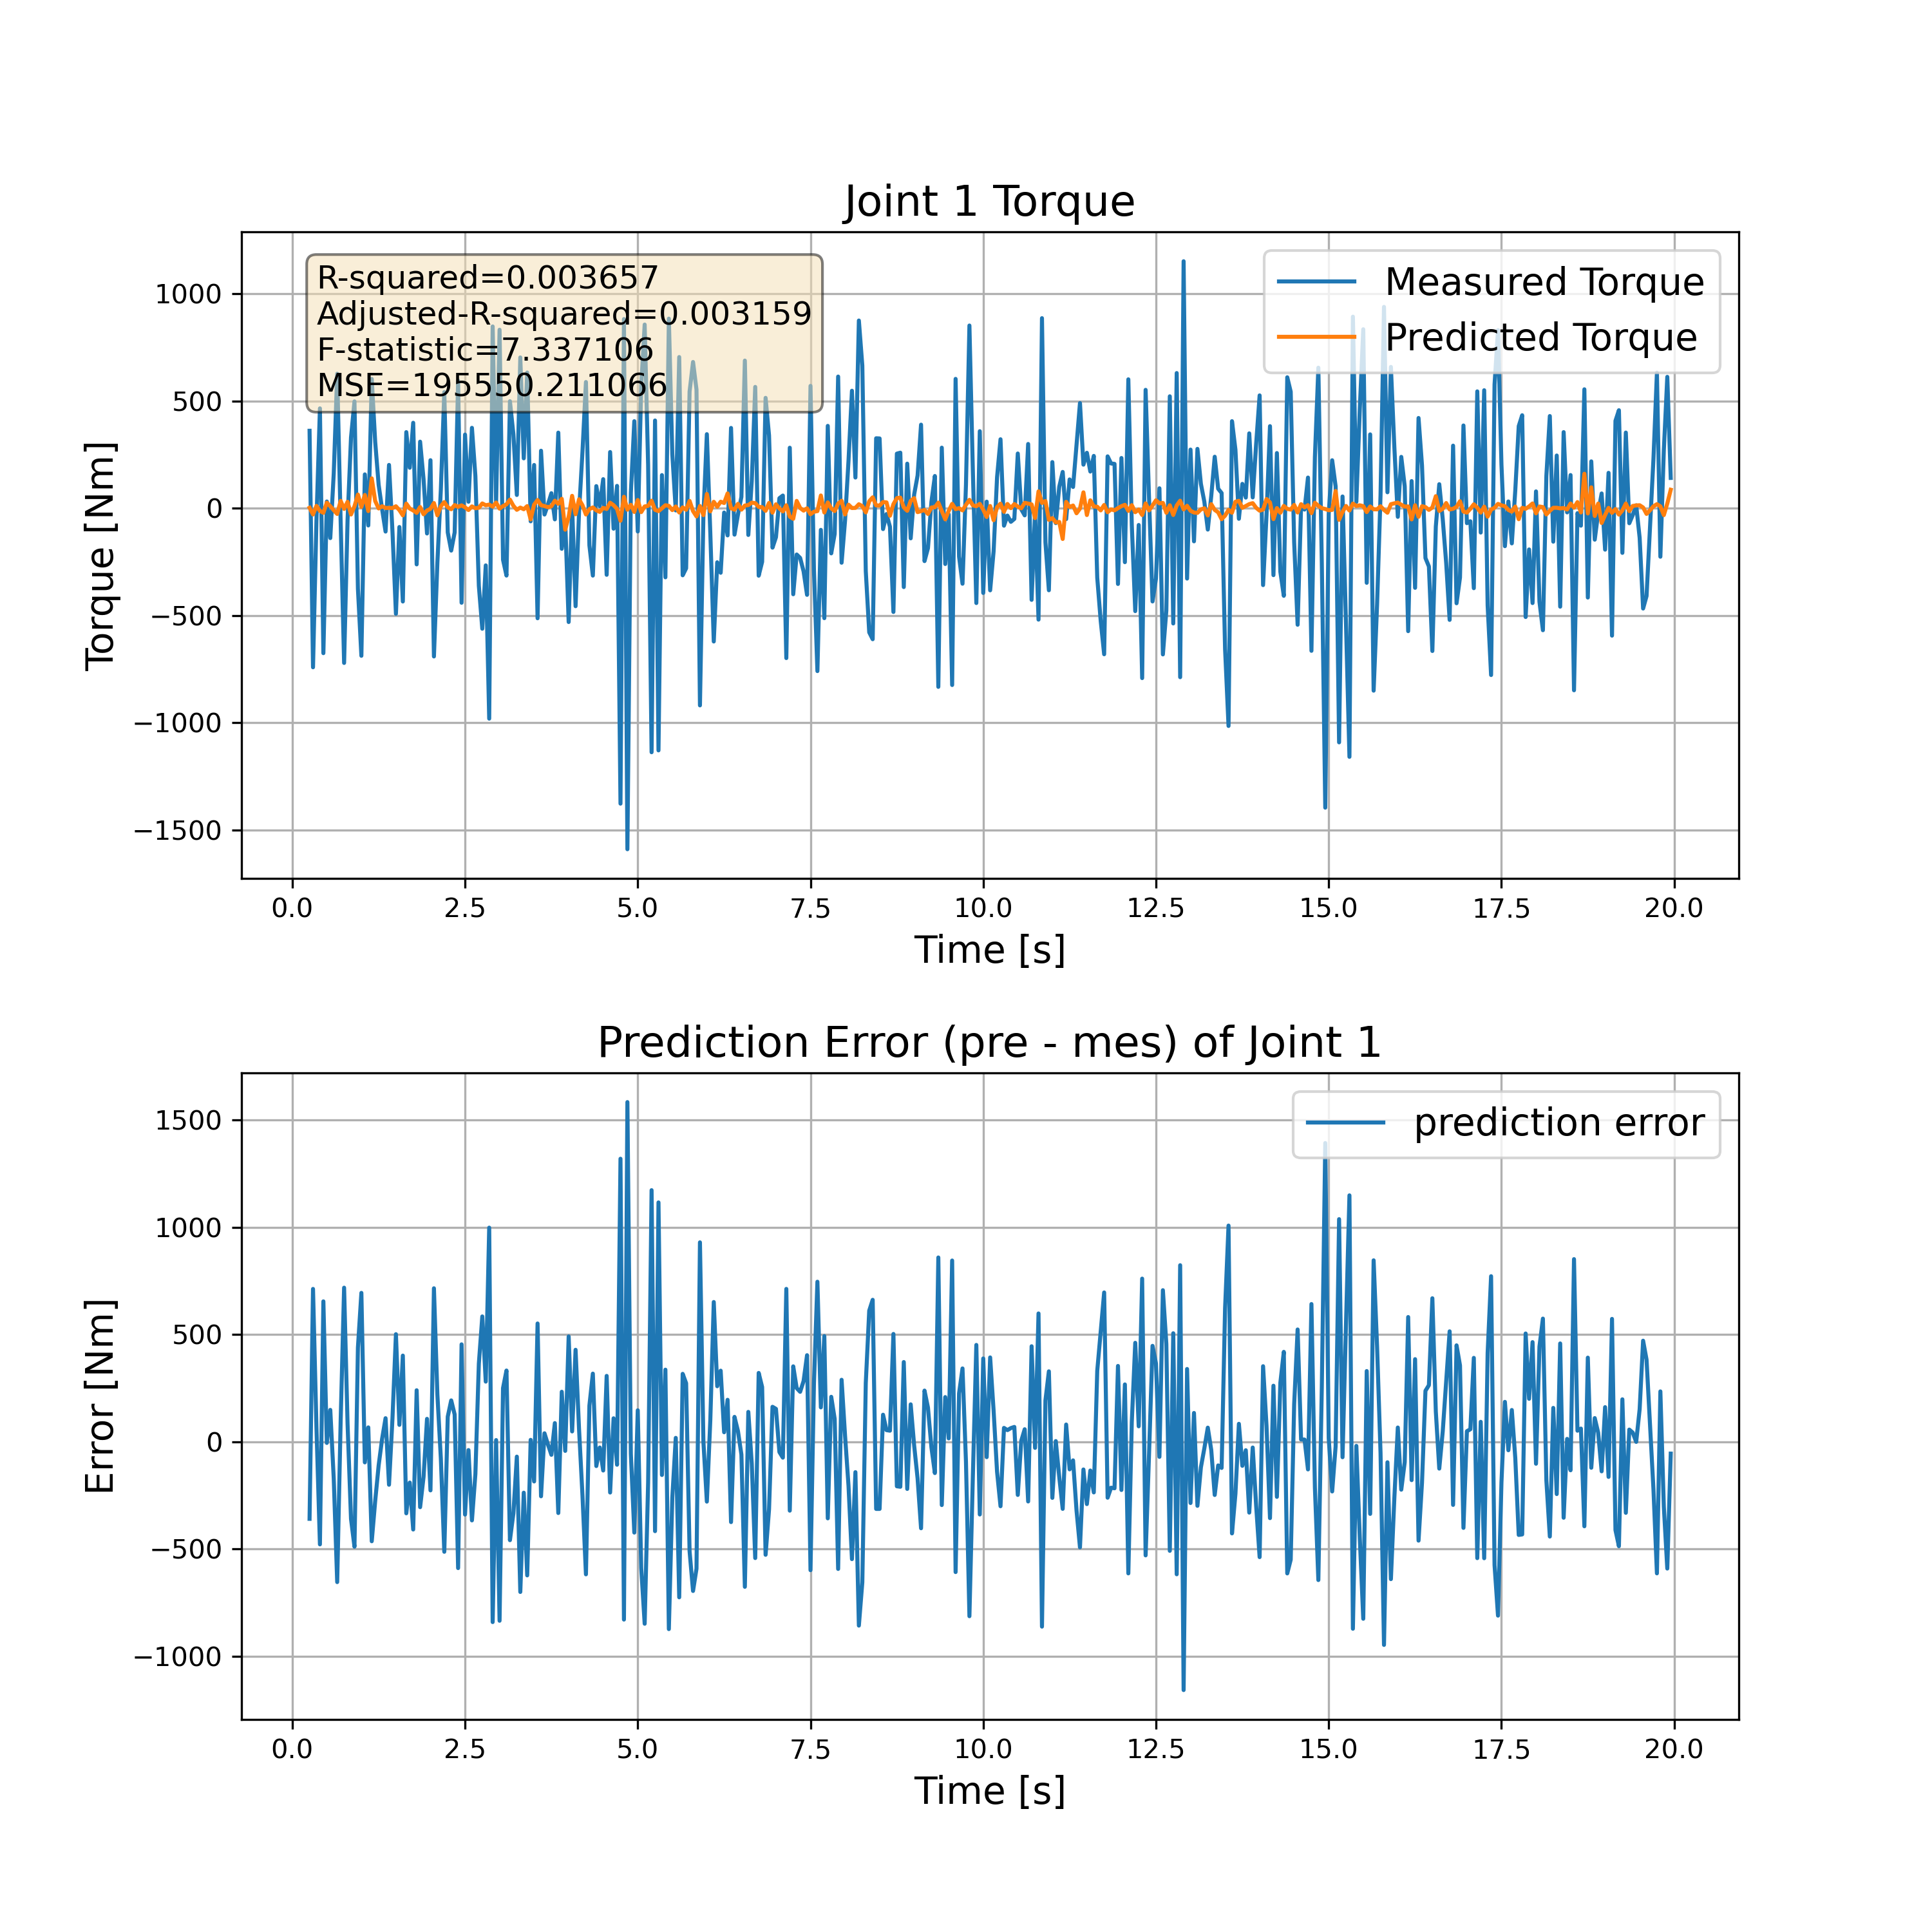 Joint 1 Torque
R-squared=0.003657
Adjusted-R-squared=0.003159
F-statistic=7.337106
MSE=195550.211066
Measured Torque
Predicted Torque
1000
500
0
−500
−1000
−1500
Torque [Nm]
0.0 2.5 5.0 7.5 10.0 12.5 15.0 17.5 20.0
Time [s]
Prediction Error (pre - mes) of Joint 1
prediction error
1500
1000
500
0
−500
−1000
Error [Nm]
0.0 2.5 5.0 7.5 10.0 12.5 15.0 17.5 20.0
Time [s]